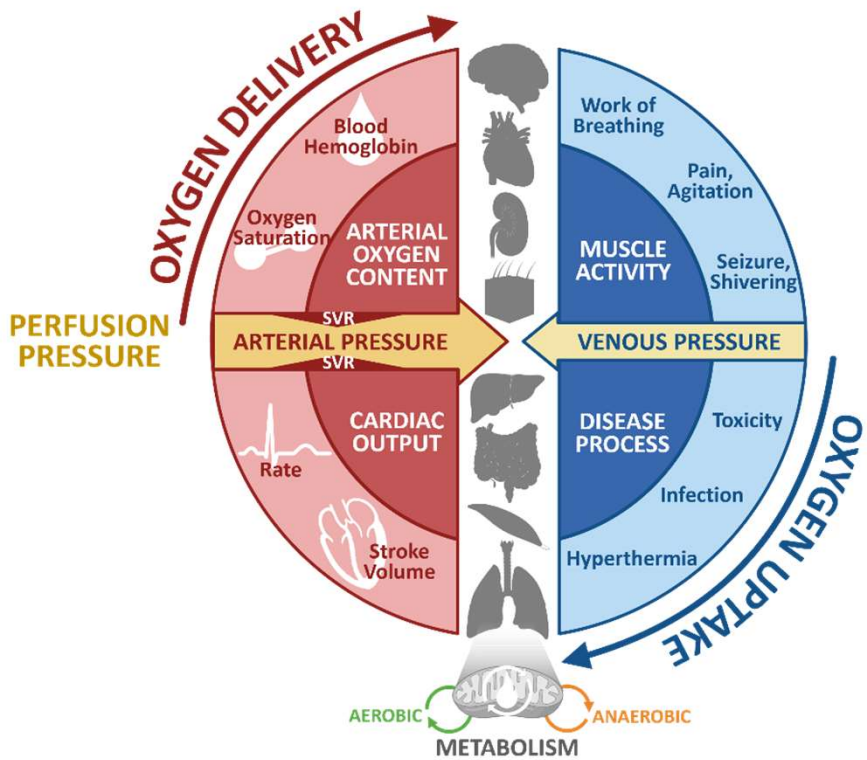 OXYGEN DELIVERY
Blood
Hemoglobin
Oxygen
Saturation
ARTERIAL
OXYGEN
CONTENT
PERFUSION
PRESSURE
SVR
ARTERIAL PRESSURE
SVR
CARDIAC
OUTPUT
Rate
Stroke
Volume
Work of
Breathing
Pain,
Agitation
Seizure,
Shivering
MUSCLE
ACTIVITY
VENOUS PRESSURE
DISEASE
PROCESS
Toxicity
Infection
Hyperthermia
OXYGEN UPTAKE
AEROBIC
ANAEROBIC
METABOLISM